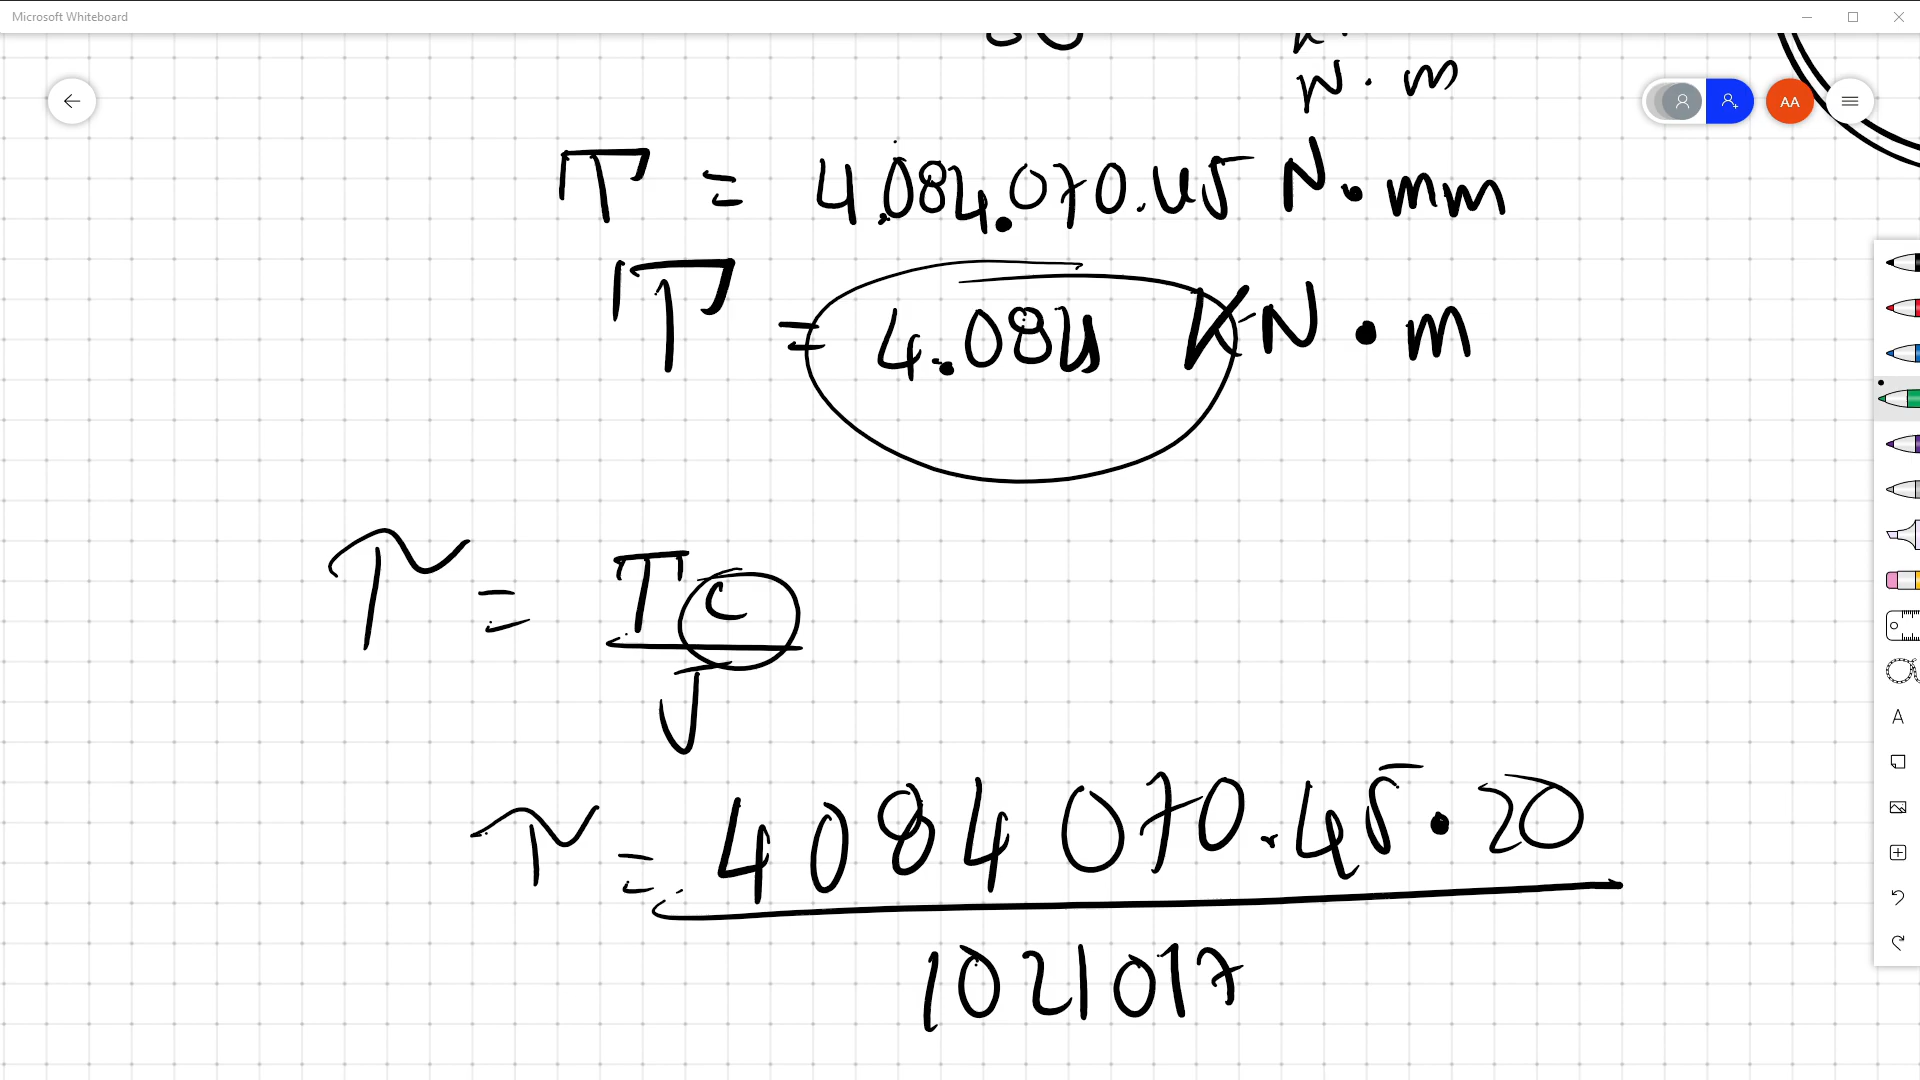 Microsoft Whiteboard
N · m
AA
T = 4.084.070.45 N·mm
T = 4.084 KN·m
τ = Tc
J
τ = 4084070.45·20
1021017
A